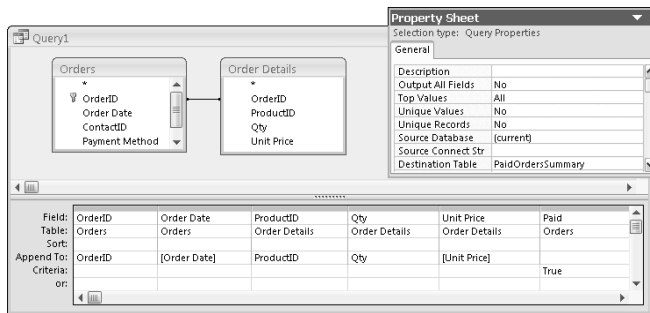 Query1
Orders
*
OrderID
Order Date
ContactID
Payment Method
Order Details
*
OrderID
ProductID
Qty
Unit Price
Property Sheet
Selection type: Query Properties
General
Description
Output All Fields No
Top Values All
Unique Values No
Unique Records No
Source Database (current)
Source Connect Str
Destination Table PaidOrdersSummary
Field: OrderID Order Date ProductID Qty Unit Price Paid
Table: Orders Orders Order Details Order Details Order Details Orders
Sort:
Append To: OrderID [Order Date] ProductID Qty [Unit Price]
Criteria: True
or: